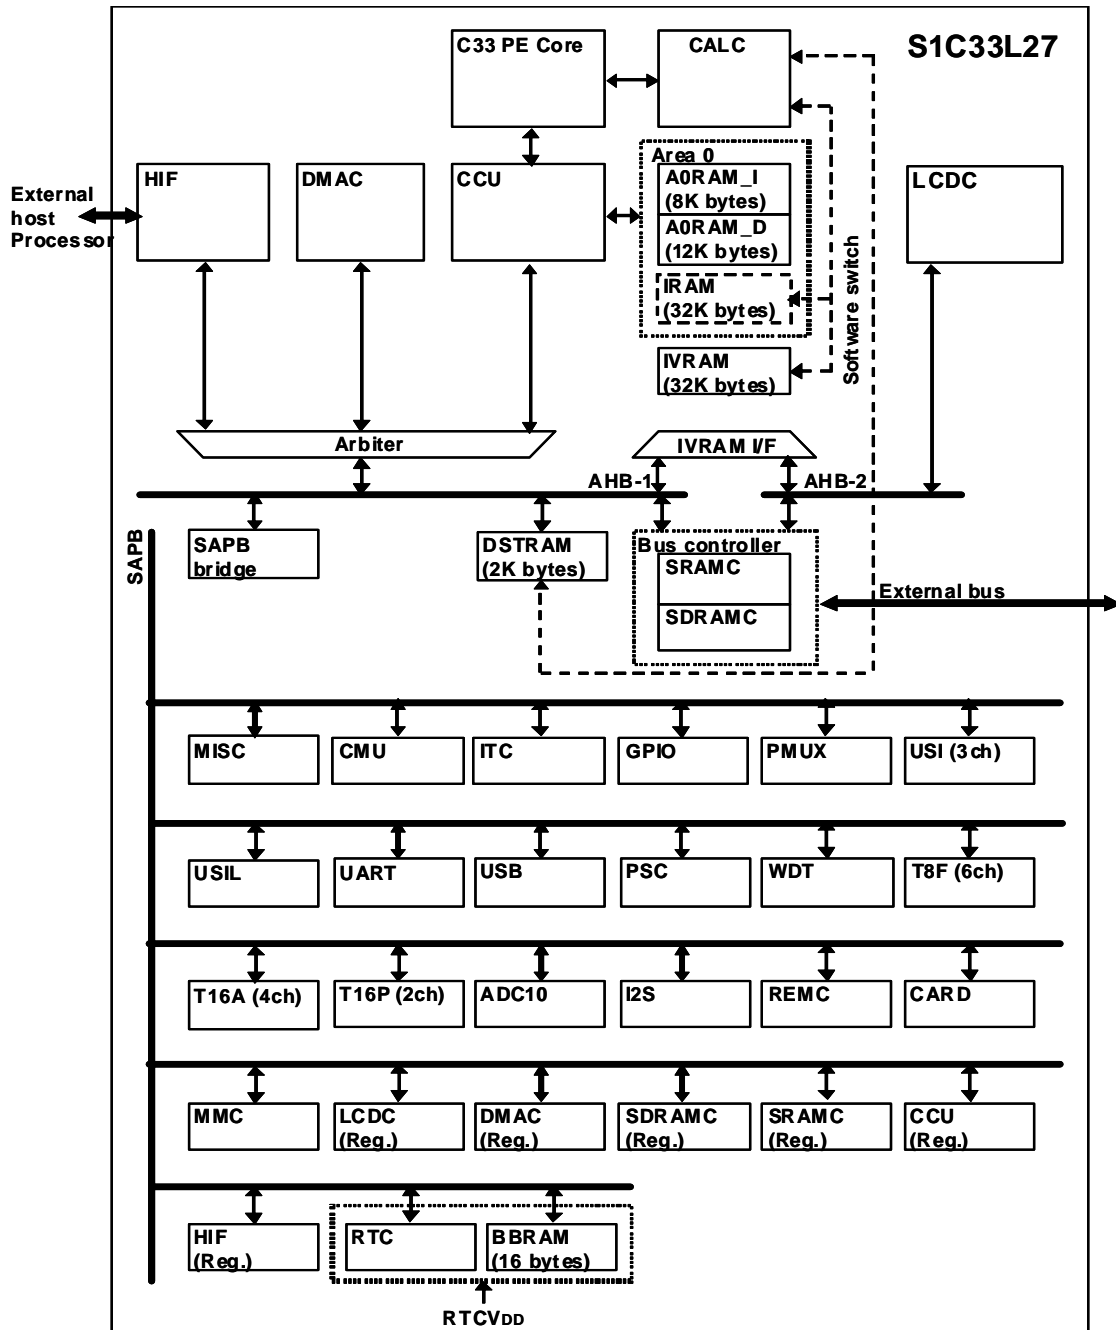 S1C33L27
C33 PE Core
CALC
Area 0
HIF
DMAC
CCU
A0RAM_I
(8K bytes)
LCDC
External
host
Processor
A0RAM_D
(12K bytes)
IRAM
(32K bytes)
Software switch
IVRAM
(32K bytes)
Arbiter
IVRAM I/F
AHB-1
AHB-2
SAPB
SAPB
bridge
DSTRAM
(2K bytes)
Bus controller
SRAMC
SDRAMC
External bus
MISC
CMU
ITC
GPIO
PMUX
USI (3ch)
USIL
UART
USB
PSC
WDT
T8F (6ch)
T16A (4ch)
T16P (2ch)
ADC10
I2S
REMC
CARD
MMC
LCDC
(Reg.)
DMAC
(Reg.)
SDRAMC
(Reg.)
SRAMC
(Reg.)
CCU
(Reg.)
HIF
(Reg.)
RTC
BBRAM
(16 bytes)
RTCVDD